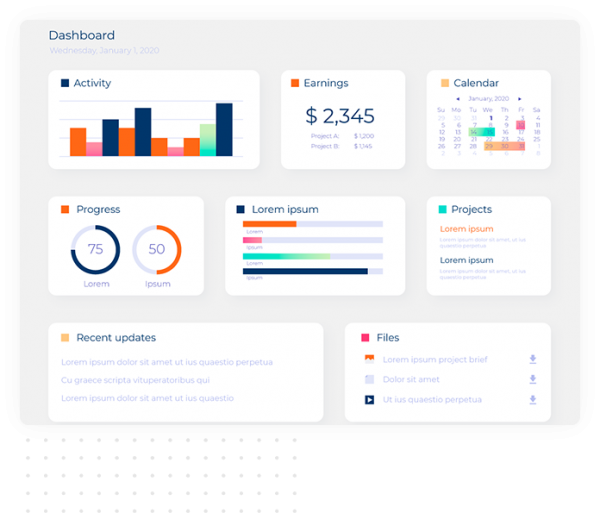 Dashboard
Wednesday, January 1, 2020
Activity
Earnings
$ 2,345
Project A: $ 1,200
Project B: $ 1,145
Calendar
January, 2020
Su Mo Tu We Th Fr Sa
29 30 31 1 2 3 4
5 6 7 8 9 10 11
12 13 14 15 16 17 18
19 20 21 22 23 24 25
26 27 28 29 30 31 1
2 3 4 5 6 7 8
Progress
75
50
Lorem
Ipsum
Lorem ipsum
Lorem
Ipsum
Lorem
Ipsum
Projects
Lorem ipsum
Lorem ipsum dolor sit amet, ut ius
quaestio perpetua
Lorem ipsum
Lorem ipsum dolor sit amet, ut ius
quaestio perpetua
Recent updates
Lorem ipsum dolor sit amet ut ius quaestio perpetua
Cu graece scripta vituperatoribus qui
Lorem ipsum dolor sit amet ut ius quaestio
Files
Lorem ipsum project brief
Dolor sit amet
Ut ius quaestio perpetua